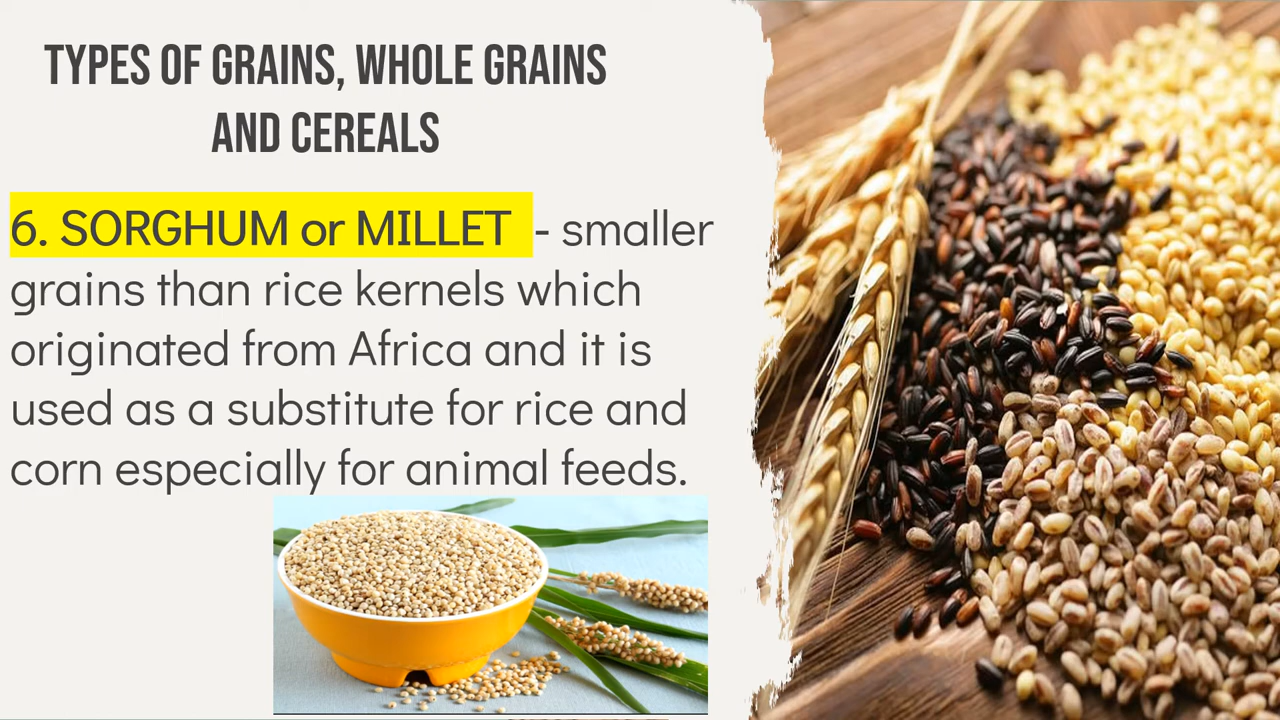 TYPES OF GRAINS, WHOLE GRAINS
AND CEREALS
6. SORGHUM or MILLET - smaller
grains than rice kernels which
originated from Africa and it is
used as a substitute for rice and
corn especially for animal feeds.